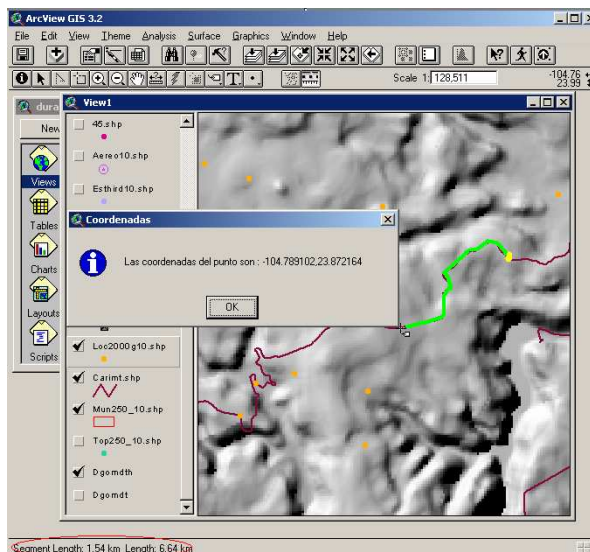 ArcView GIS 3.2
File Edit View Theme Analysis Surface Graphics Window Help
Scale 1: 128,511
-104.76
23.99
View1
New
Views
Tables
Charts
Layouts
Scripts
45.shp
Aereo10.shp
Esthird10.shp
Coordenadas
Las coordenadas del punto son : -104.789102,23.872164
OK
Loc2000g10.shp
Carimt.shp
Mun250_10.shp
Top250_10.shp
Dgomdth
Dgomdt
Segment Length: 1.54 km Length: 6.64 km